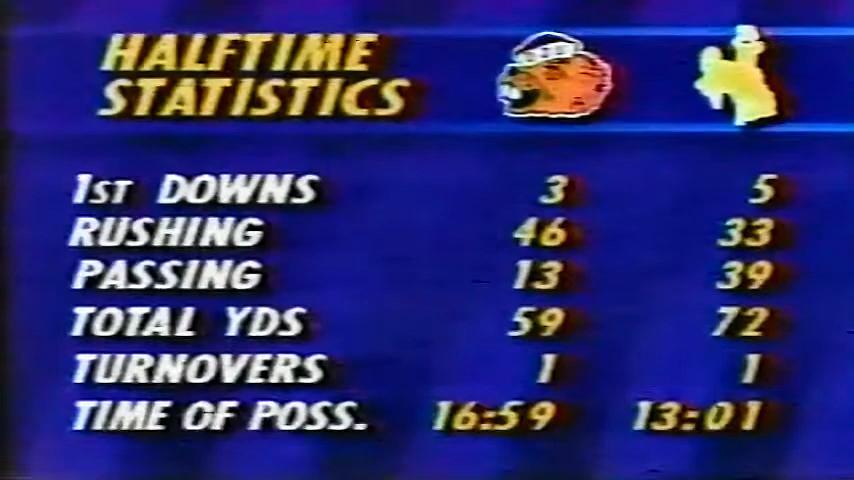 HALFTIME
STATISTICS
1ST DOWNS 3 5
RUSHING 46 33
PASSING 13 39
TOTAL YDS 59 72
TURNOVERS 1 1
TIME OF POSS. 16:59 13:01